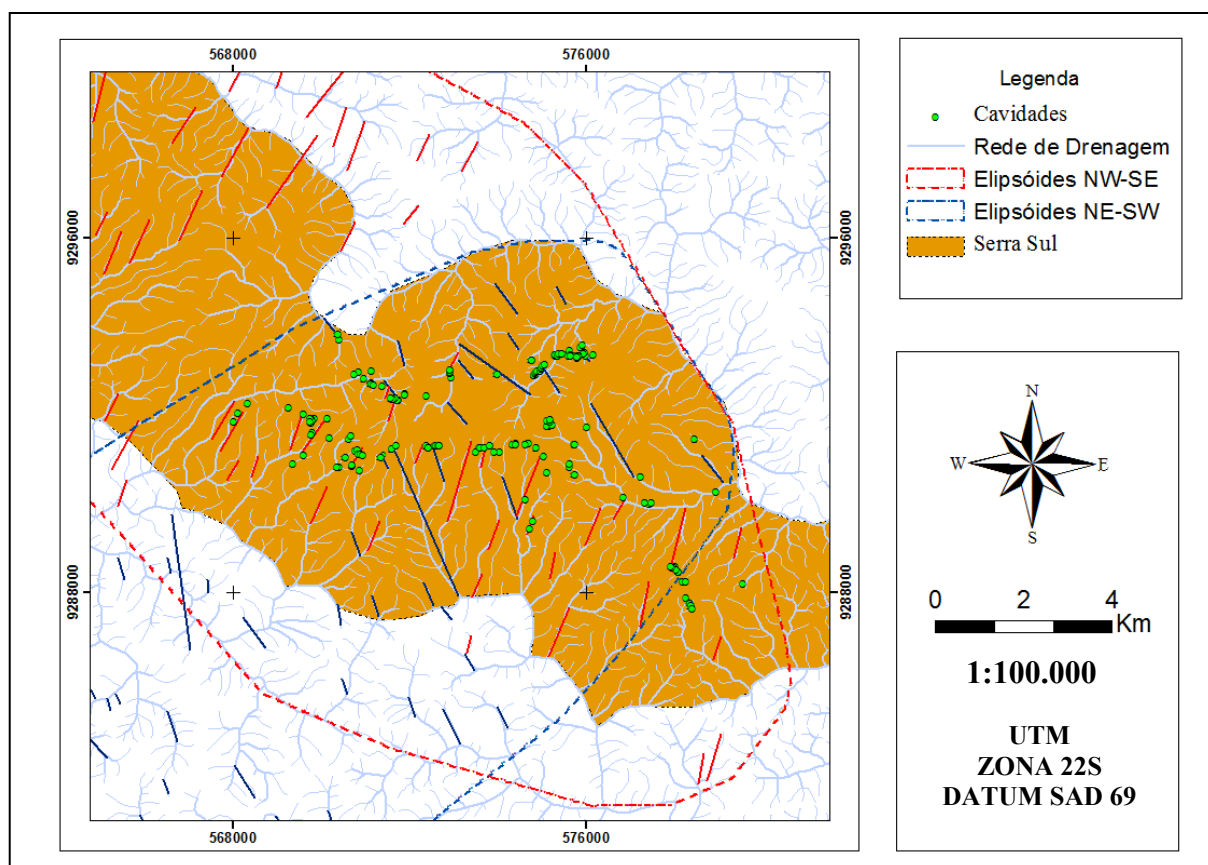 568000
576000
9296000
9296000
9288000
9288000
568000
576000
Legenda
Cavidades
Rede de Drenagem
Elipsóides NW-SE
Elipsóides NE-SW
Serra Sul
N
W
E
S
0 2 4
Km
1:100.000
UTM
ZONA 22S
DATUM SAD 69